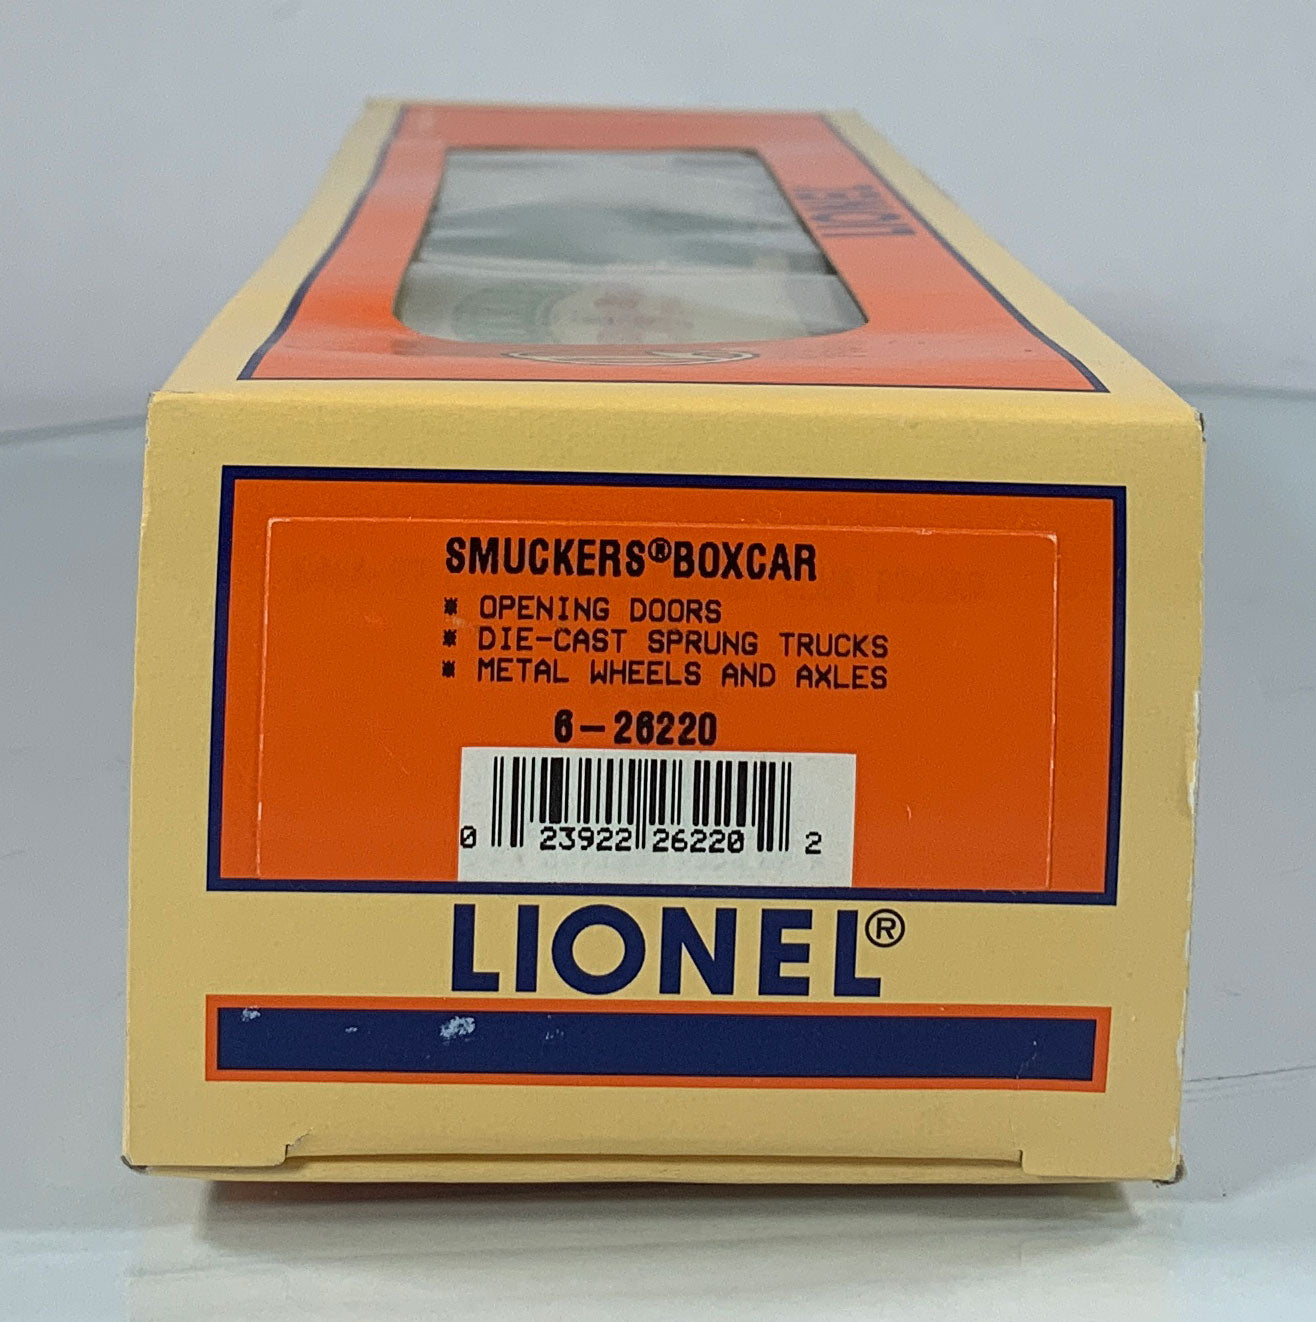 LIONEL
SMUCKERS®BOXCAR
⁕ OPENING DOORS
⁕ DIE-CAST SPRUNG TRUCKS
⁕ METAL WHEELS AND AXLES
6-26220
0 23922 26220 2
LIONEL®